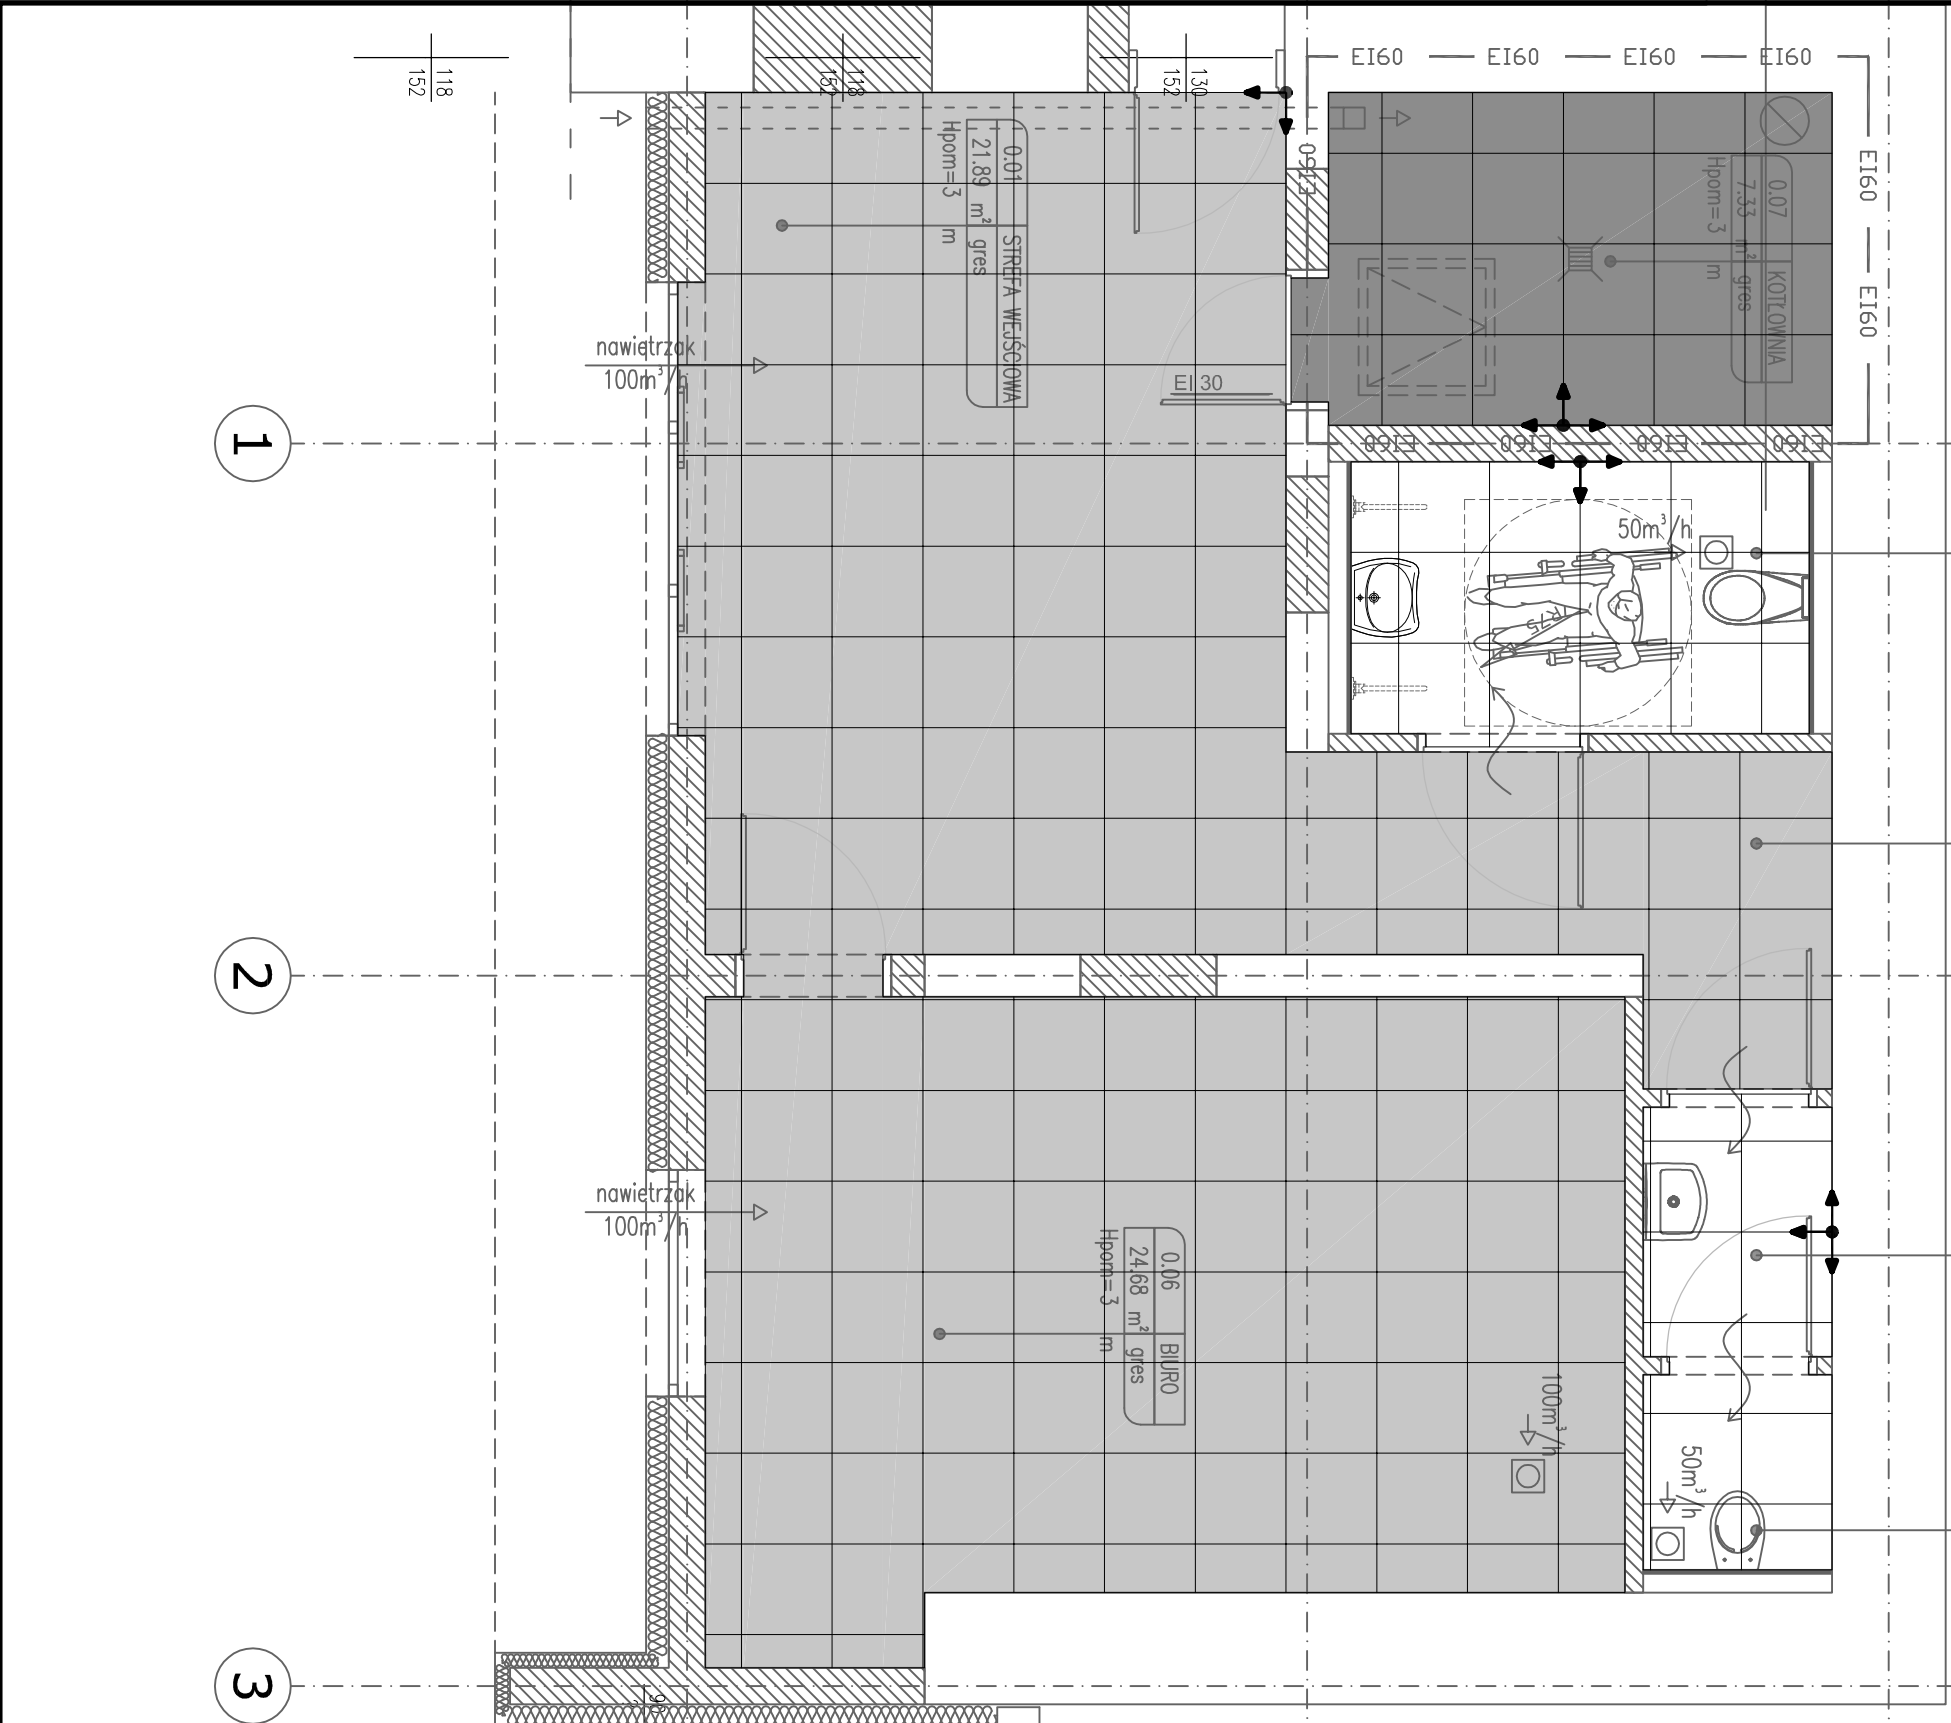 118
152
118
152
130
152
EI60
EI60
EI60
EI60
EI60
EI60
EI60
0.01 STREFA WEJŚCIOWA
21.89 m² gres
Hpom=3 m
0.07 KOTŁOWNIA
7.33 m² gres
Hpom=3 m
nawietrzak
100m³/h
EI 30
1
EI60
EI60
EI60
EI60
50m³/h
R75
2
nawietrzak
100m³/h
0.06 BIURO
24.68 m² gres
Hpom=3 m
100m³/h
50m³/h
3
90